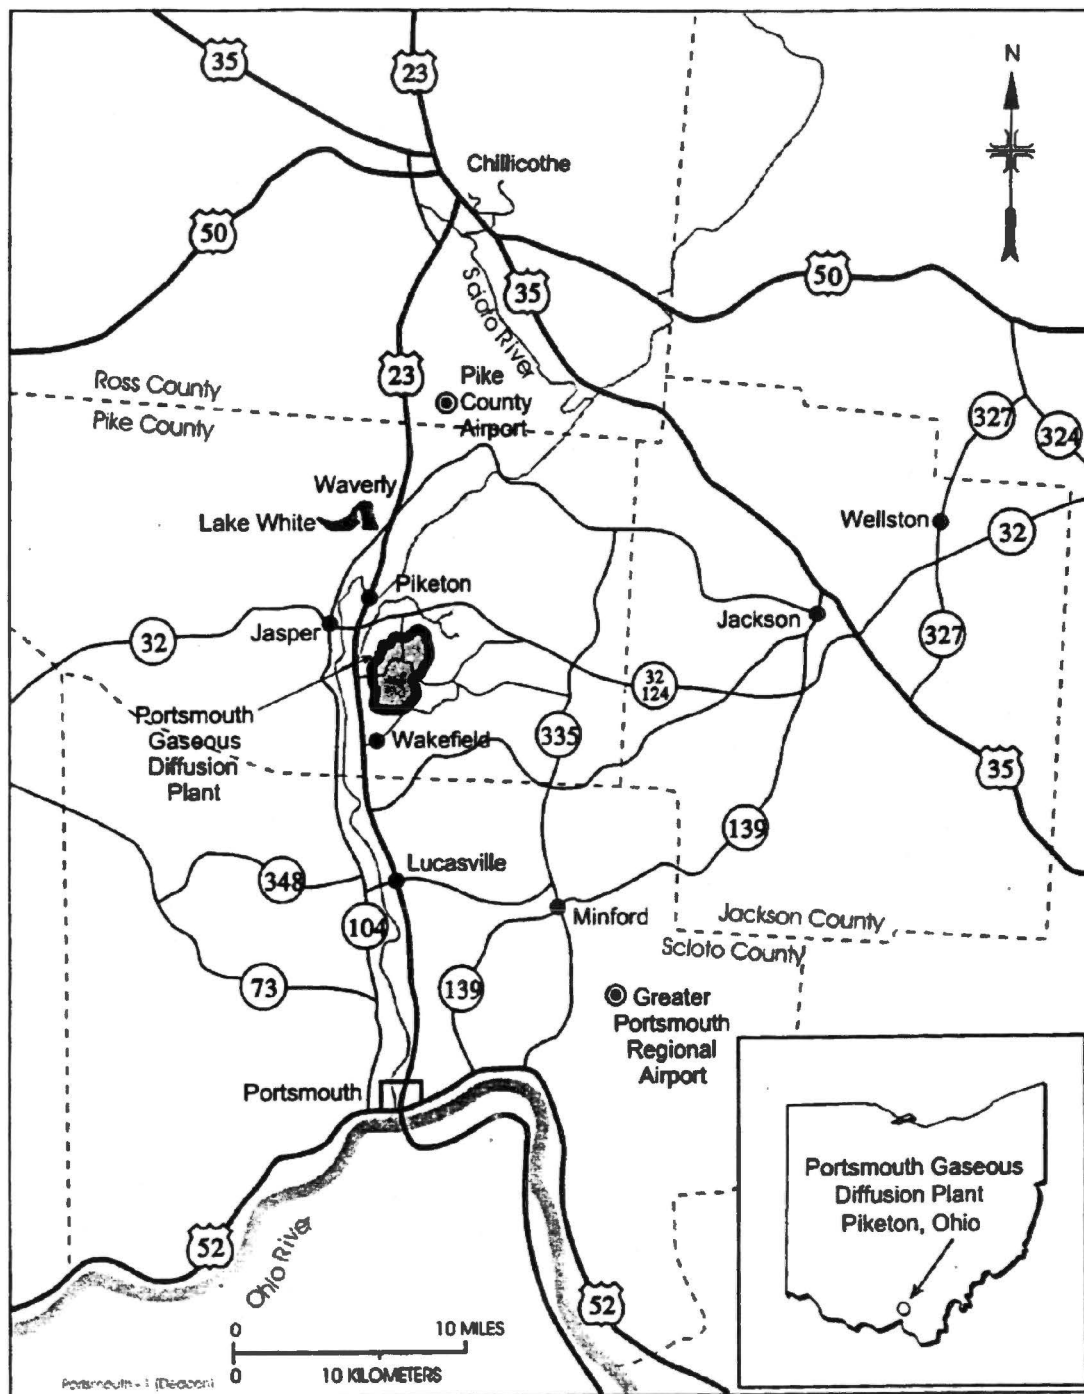 35
23
N
Chillicothe
50
50
Scioto River
35
23
Pike
County
Airport
Ross County
Pike County
327
324
Waverly
Lake White
Wellston
32
Piketon
Jasper
Jackson
32
327
32
124
Portsmouth
Gaseous
Diffusion
Plant
Wakefield
335
35
139
Lucasville
348
Minford
104
Jackson County
Scioto County
73
139
Greater
Portsmouth
Regional
Airport
Portsmouth
Portsmouth Gaseous
Diffusion Plant
Piketon, Ohio
52
Ohio River
52
0 10 MILES
0 10 KILOMETERS
Portsmouth - 1 (Deacon)